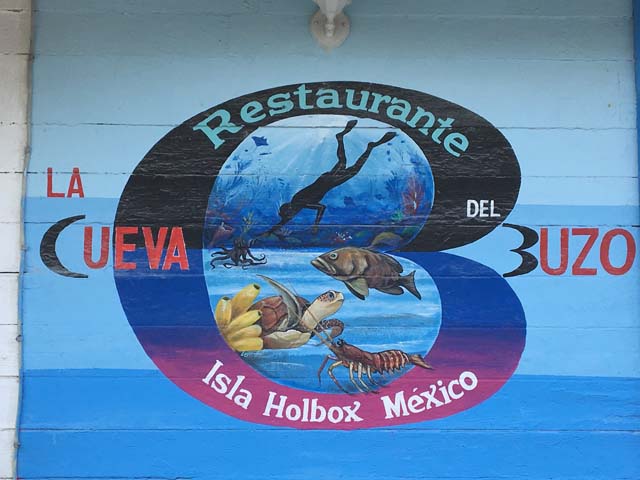 Restaurante
LA
CUEVA DEL BUZO
Isla Holbox México